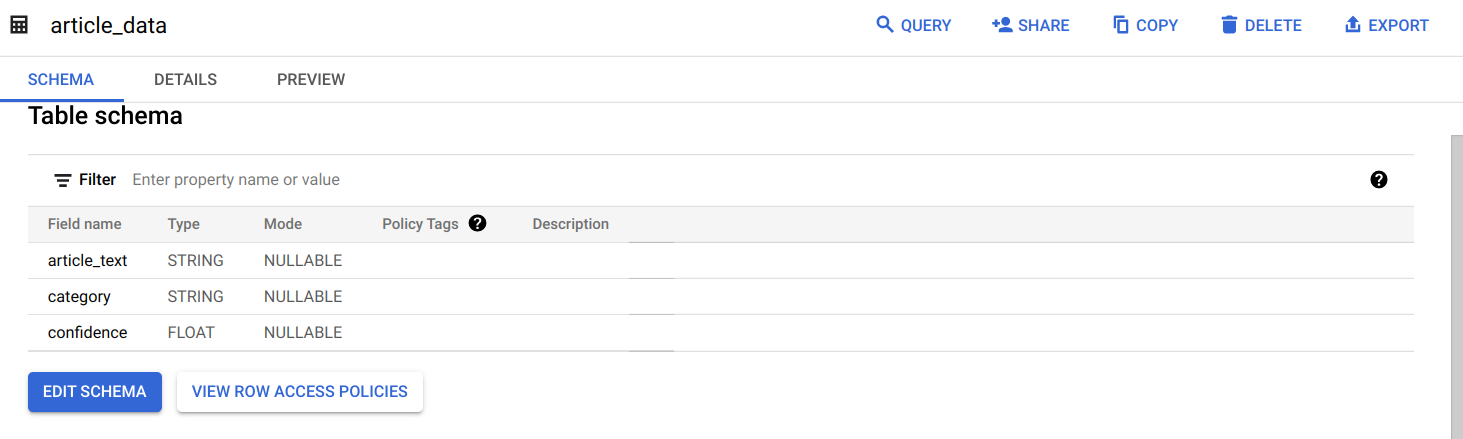 article_data QUERY SHARE COPY DELETE EXPORT
SCHEMA DETAILS PREVIEW
Table schema
Filter Enter property name or value ?
Field name Type Mode Policy Tags ? Description
article_text STRING NULLABLE
category STRING NULLABLE
confidence FLOAT NULLABLE
EDIT SCHEMA VIEW ROW ACCESS POLICIES